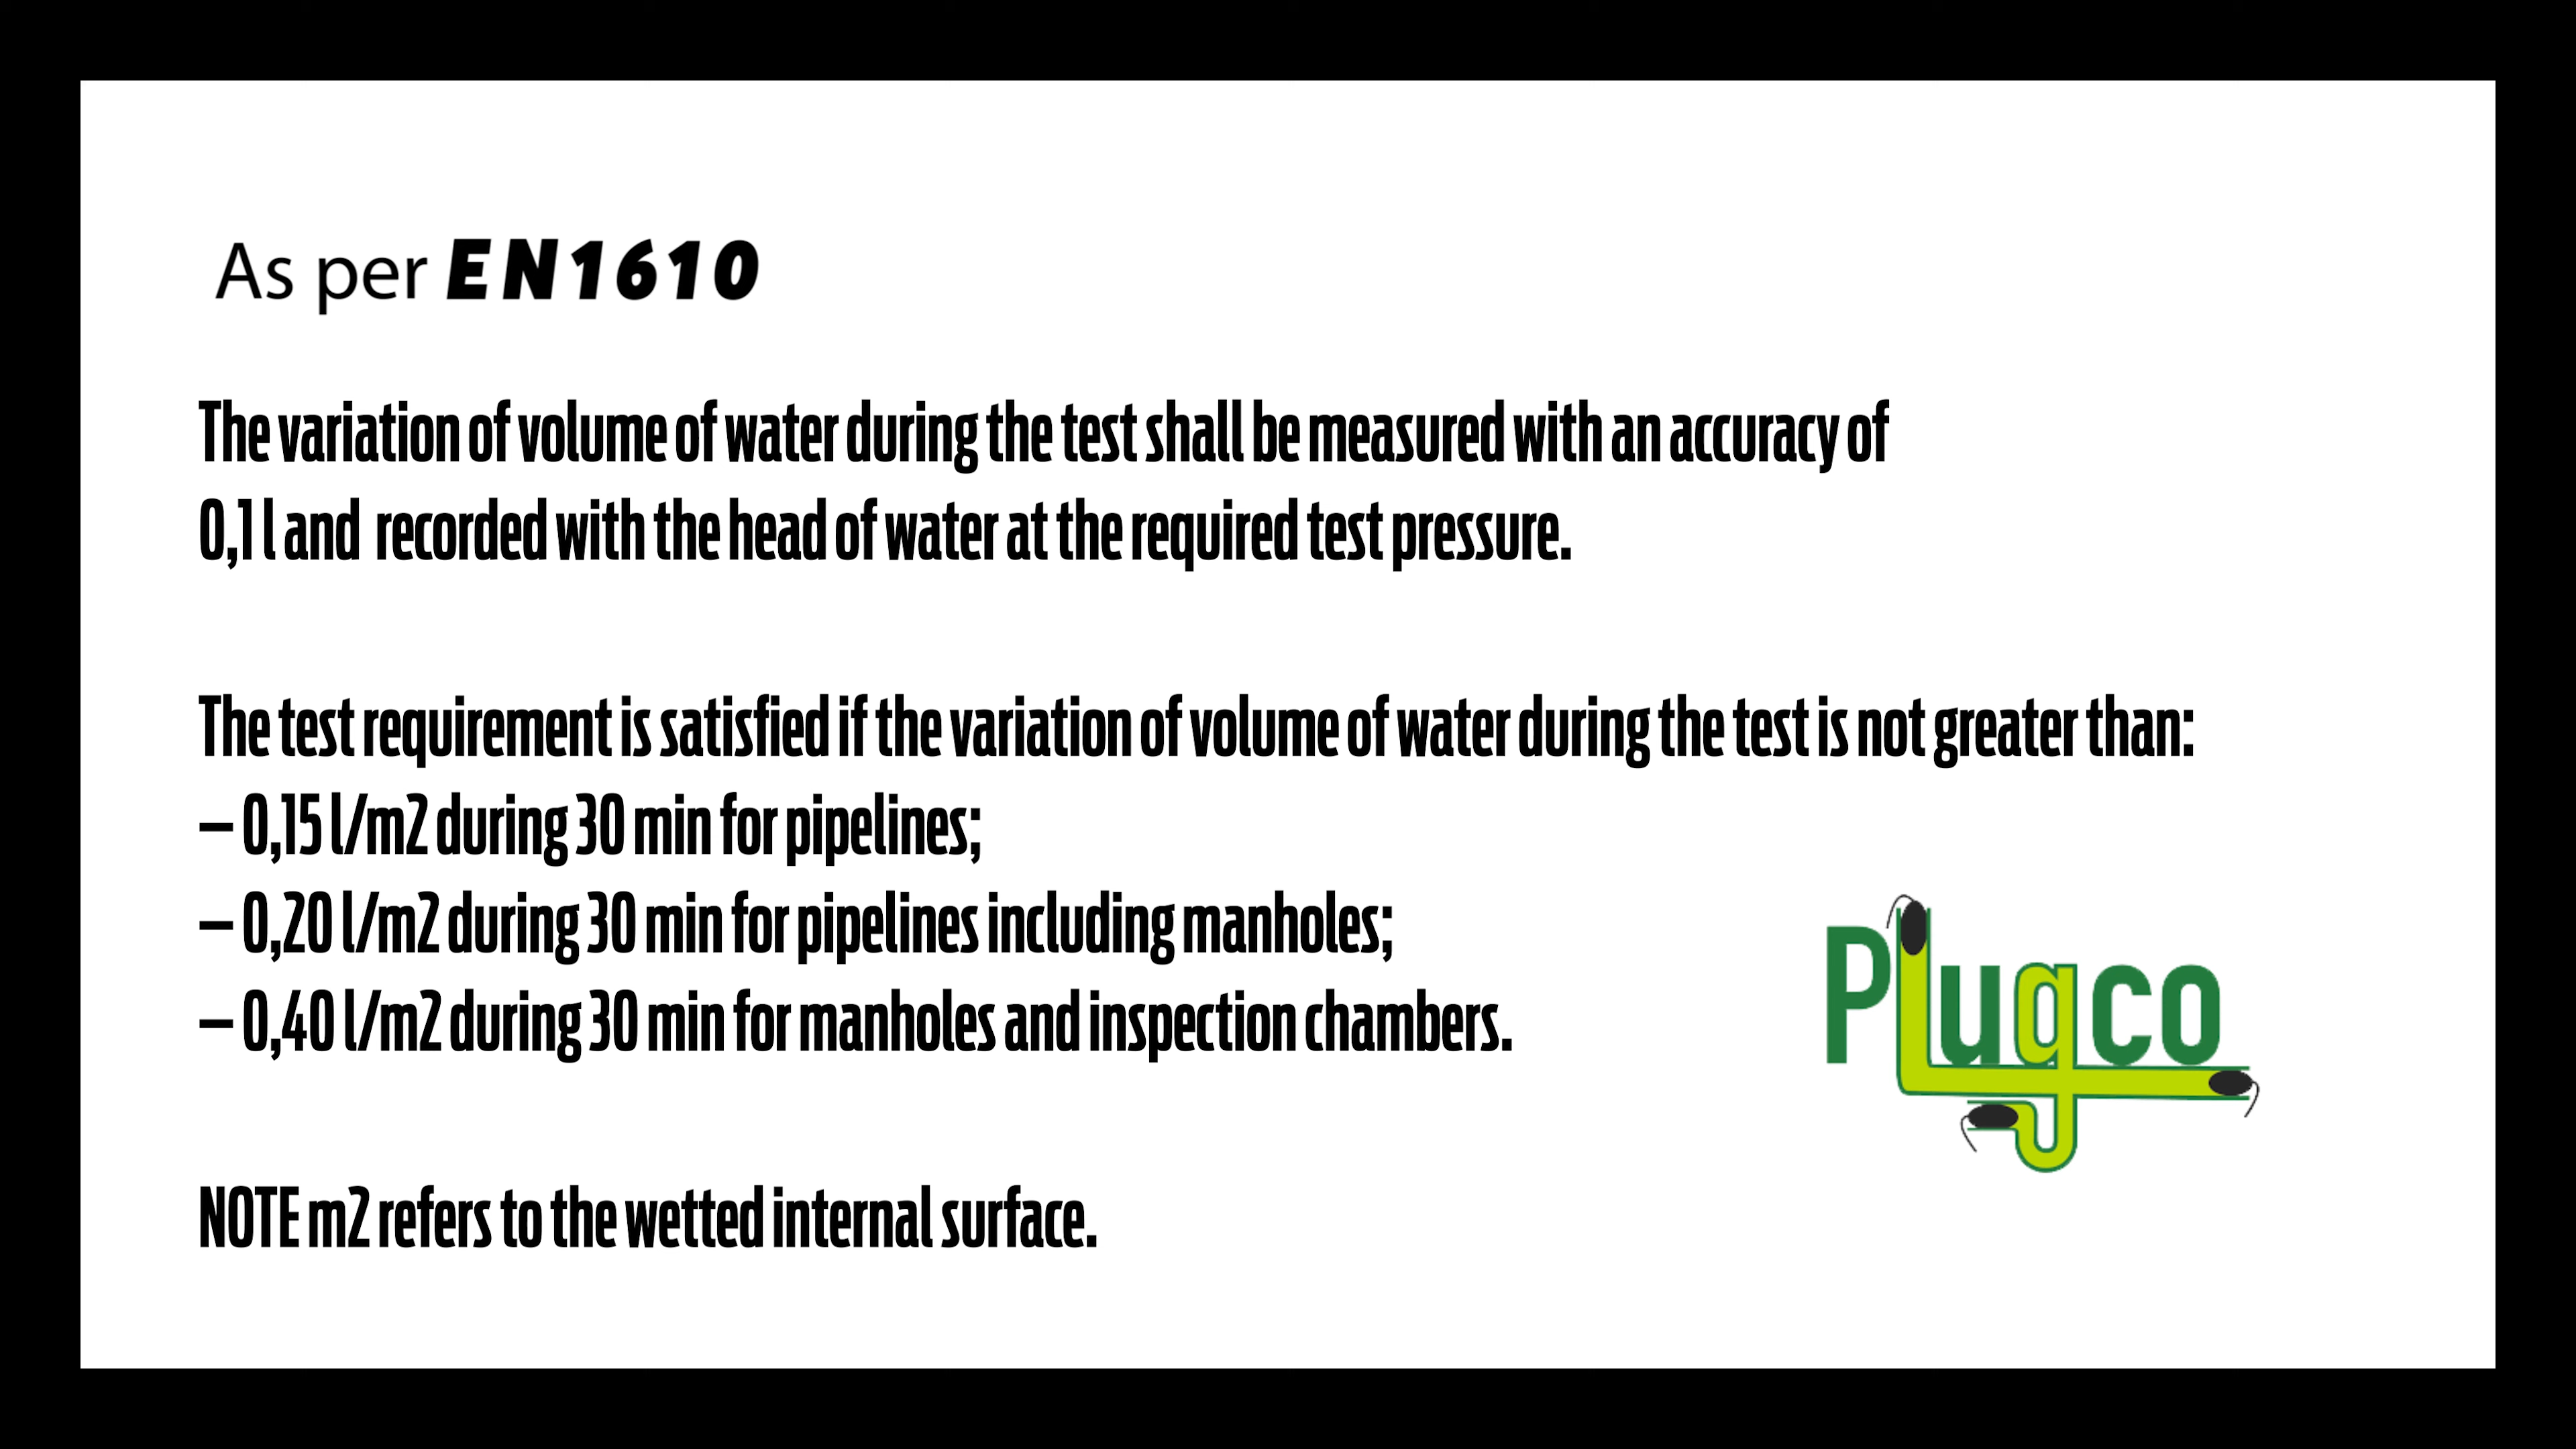 As per EN1610
The variation of volume of water during the test shall be measured with an accuracy of
0,1 l and recorded with the head of water at the required test pressure.
The test requirement is satisfied if the variation of volume of water during the test is not greater than:
– 0,15 l/m2 during 30 min for pipelines;
– 0,20 l/m2 during 30 min for pipelines including manholes;
– 0,40 l/m2 during 30 min for manholes and inspection chambers.
Plugco
NOTE m2 refers to the wetted internal surface.